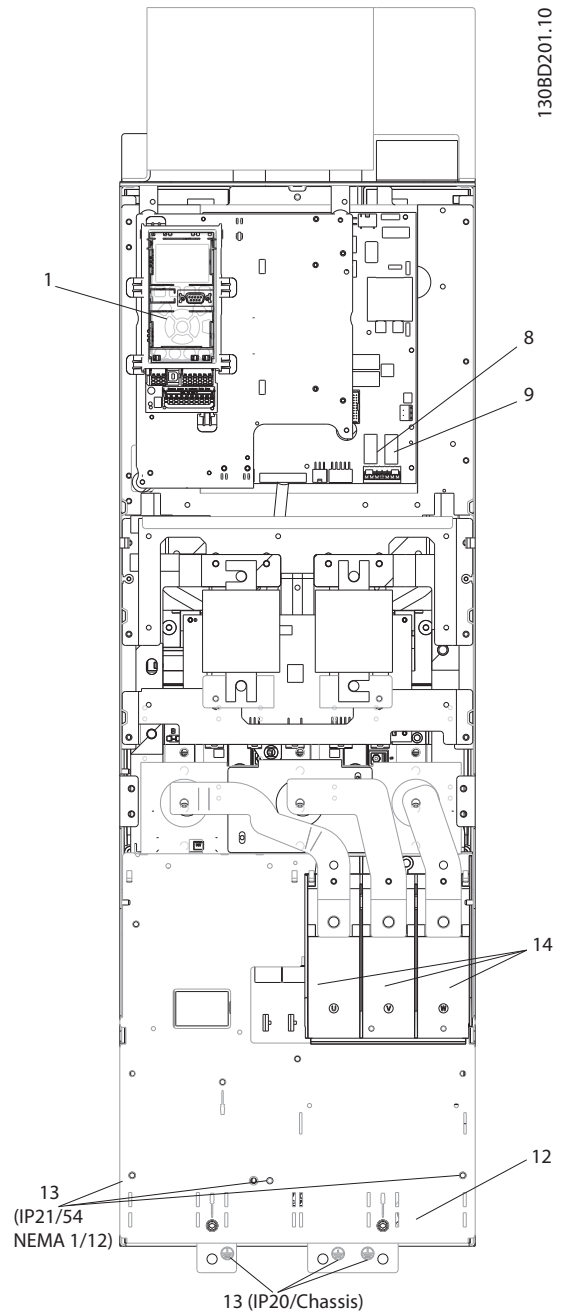 130BD201.10
1
8
9
14
U
V
W
12
13
(IP21/54
NEMA 1/12)
13 (IP20/Chassis)